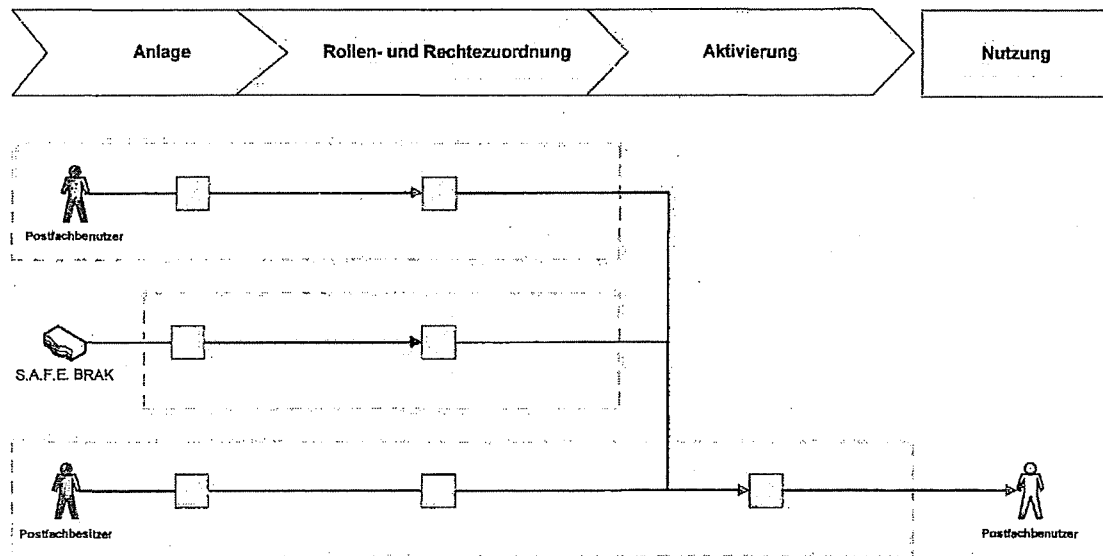 Anlage
Rollen- und Rechtezuordnung
Aktivierung
Nutzung
Postfachbenutzer
S.A.F.E. BRAK
Postfachbesitzer
Postfachbenutzer